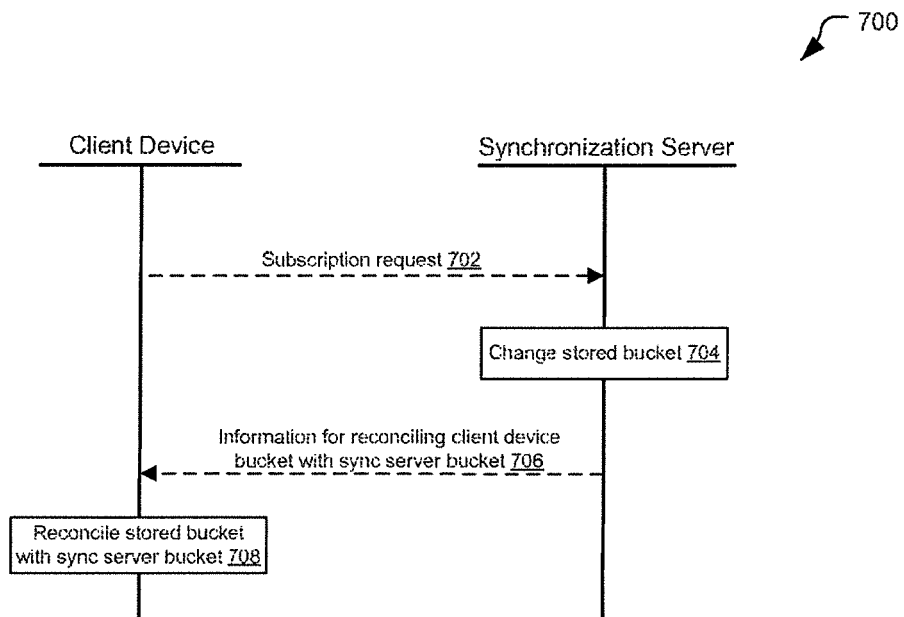 700
Client Device
Synchronization Server
Subscription request 702
Change stored bucket 704
Information for reconciling client device
bucket with sync server bucket 706
Reconcile stored bucket
with sync server bucket 708